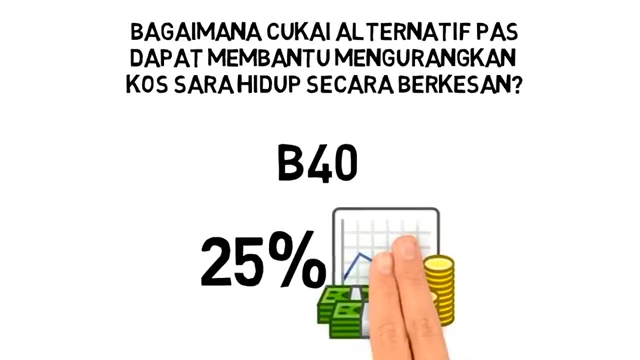 BAGAIMANA CUKAI ALTERNATIF PAS
DAPAT MEMBANTU MENGURANGKAN
KOS SARA HIDUP SECARA BERKESAN?
B40
25%